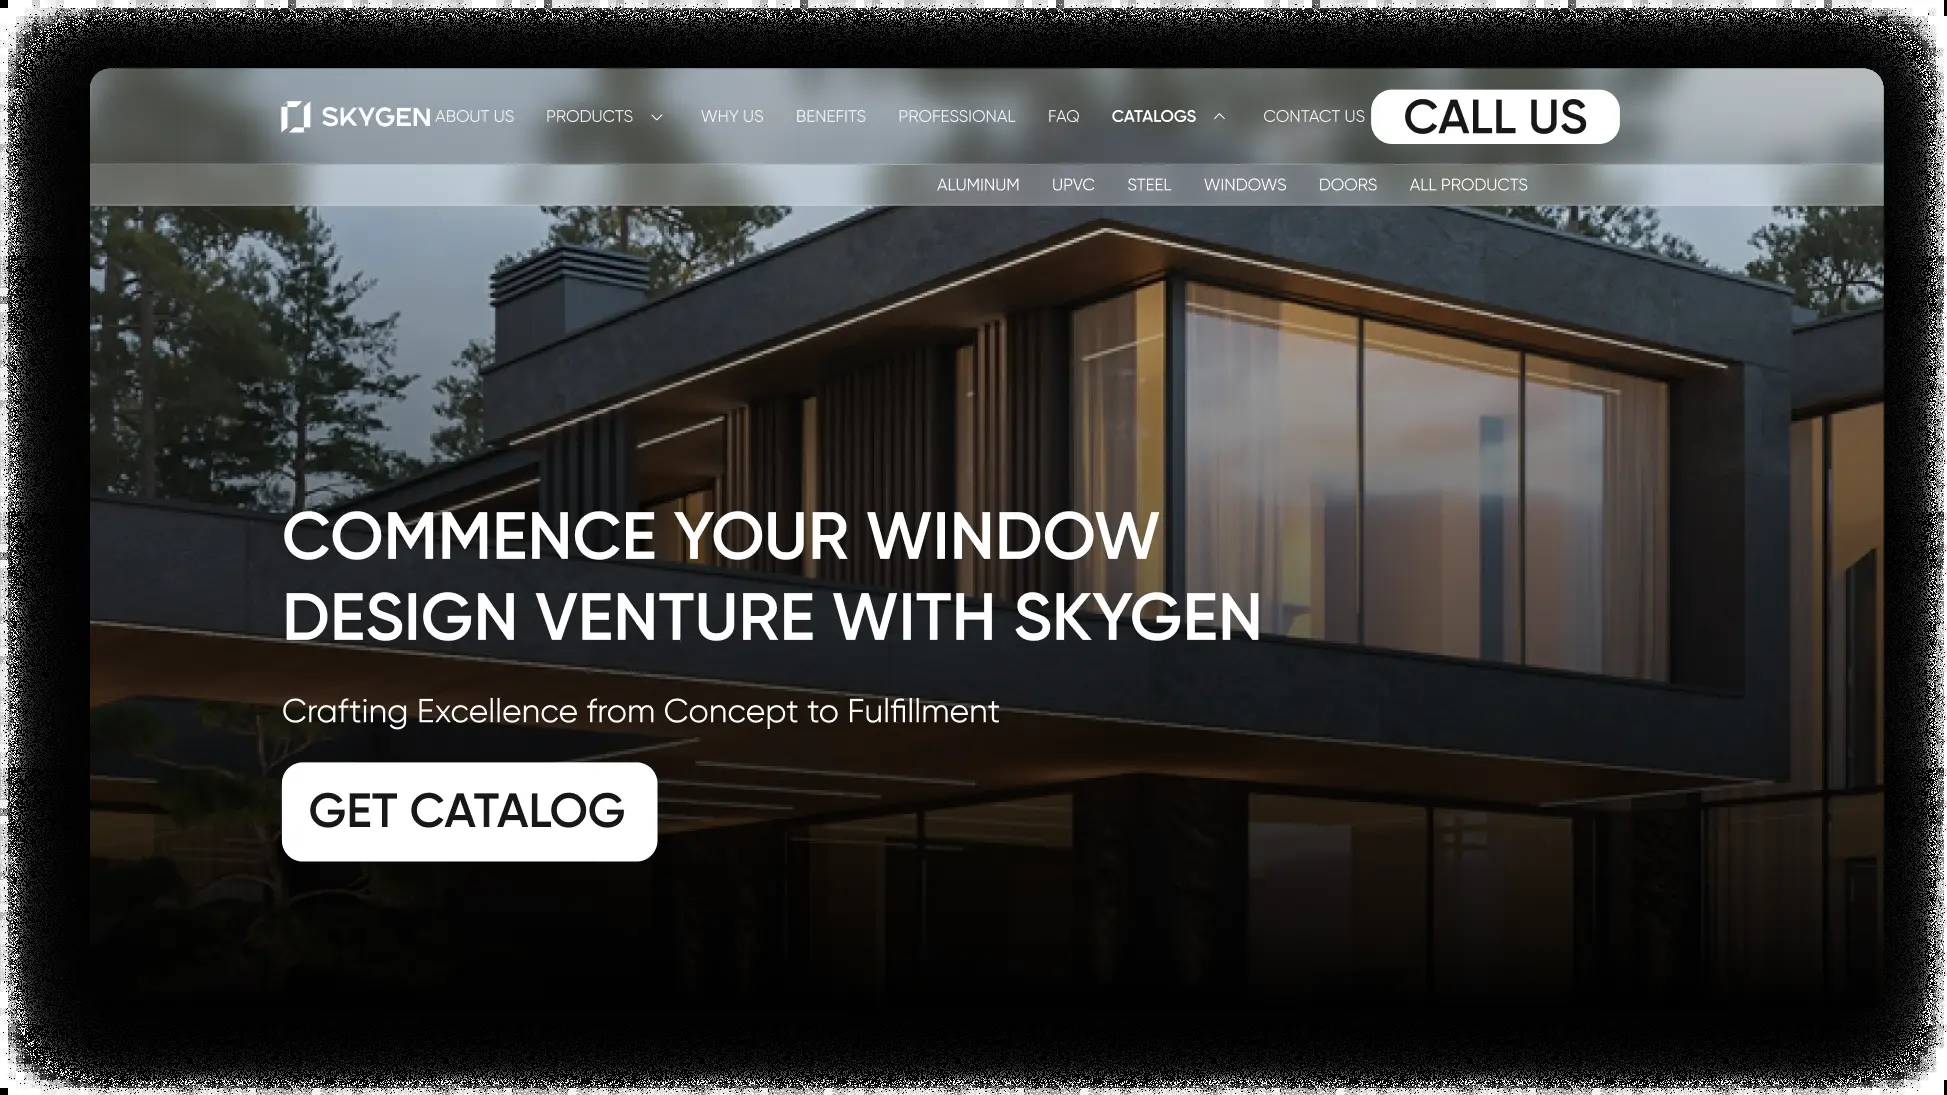 SKYGEN ABOUT US PRODUCTS WHY US BENEFITS PROFESSIONAL FAQ CATALOGS CONTACT US CALL US
ALUMINUM UPVC STEEL WINDOWS DOORS ALL PRODUCTS
COMMENCE YOUR WINDOW
DESIGN VENTURE WITH SKYGEN
Crafting Excellence from Concept to Fulfillment
GET CATALOG